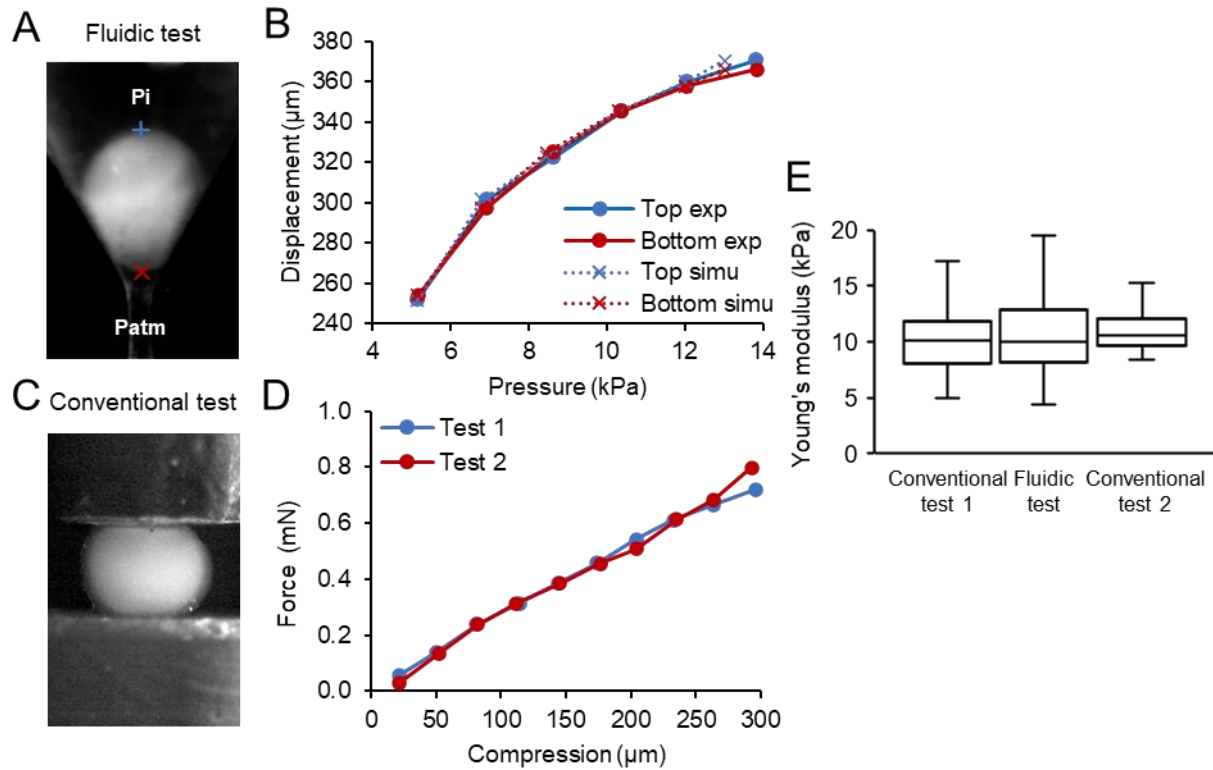 A
Fluidic test
Pi
Patm
B
380
360
340
320
300
280
260
240
Displacement (µm)
4
6
8
10
12
14
Pressure (kPa)
Top exp
Bottom exp
Top simu
Bottom simu
C
Conventional test
D
1.0
0.8
0.6
0.4
0.2
0.0
Force (mN)
0
50
100
150
200
250
300
Compression (µm)
Test 1
Test 2
E
20
15
10
5
0
Young's modulus (kPa)
Conventional
test 1
Fluidic
test
Conventional
test 2